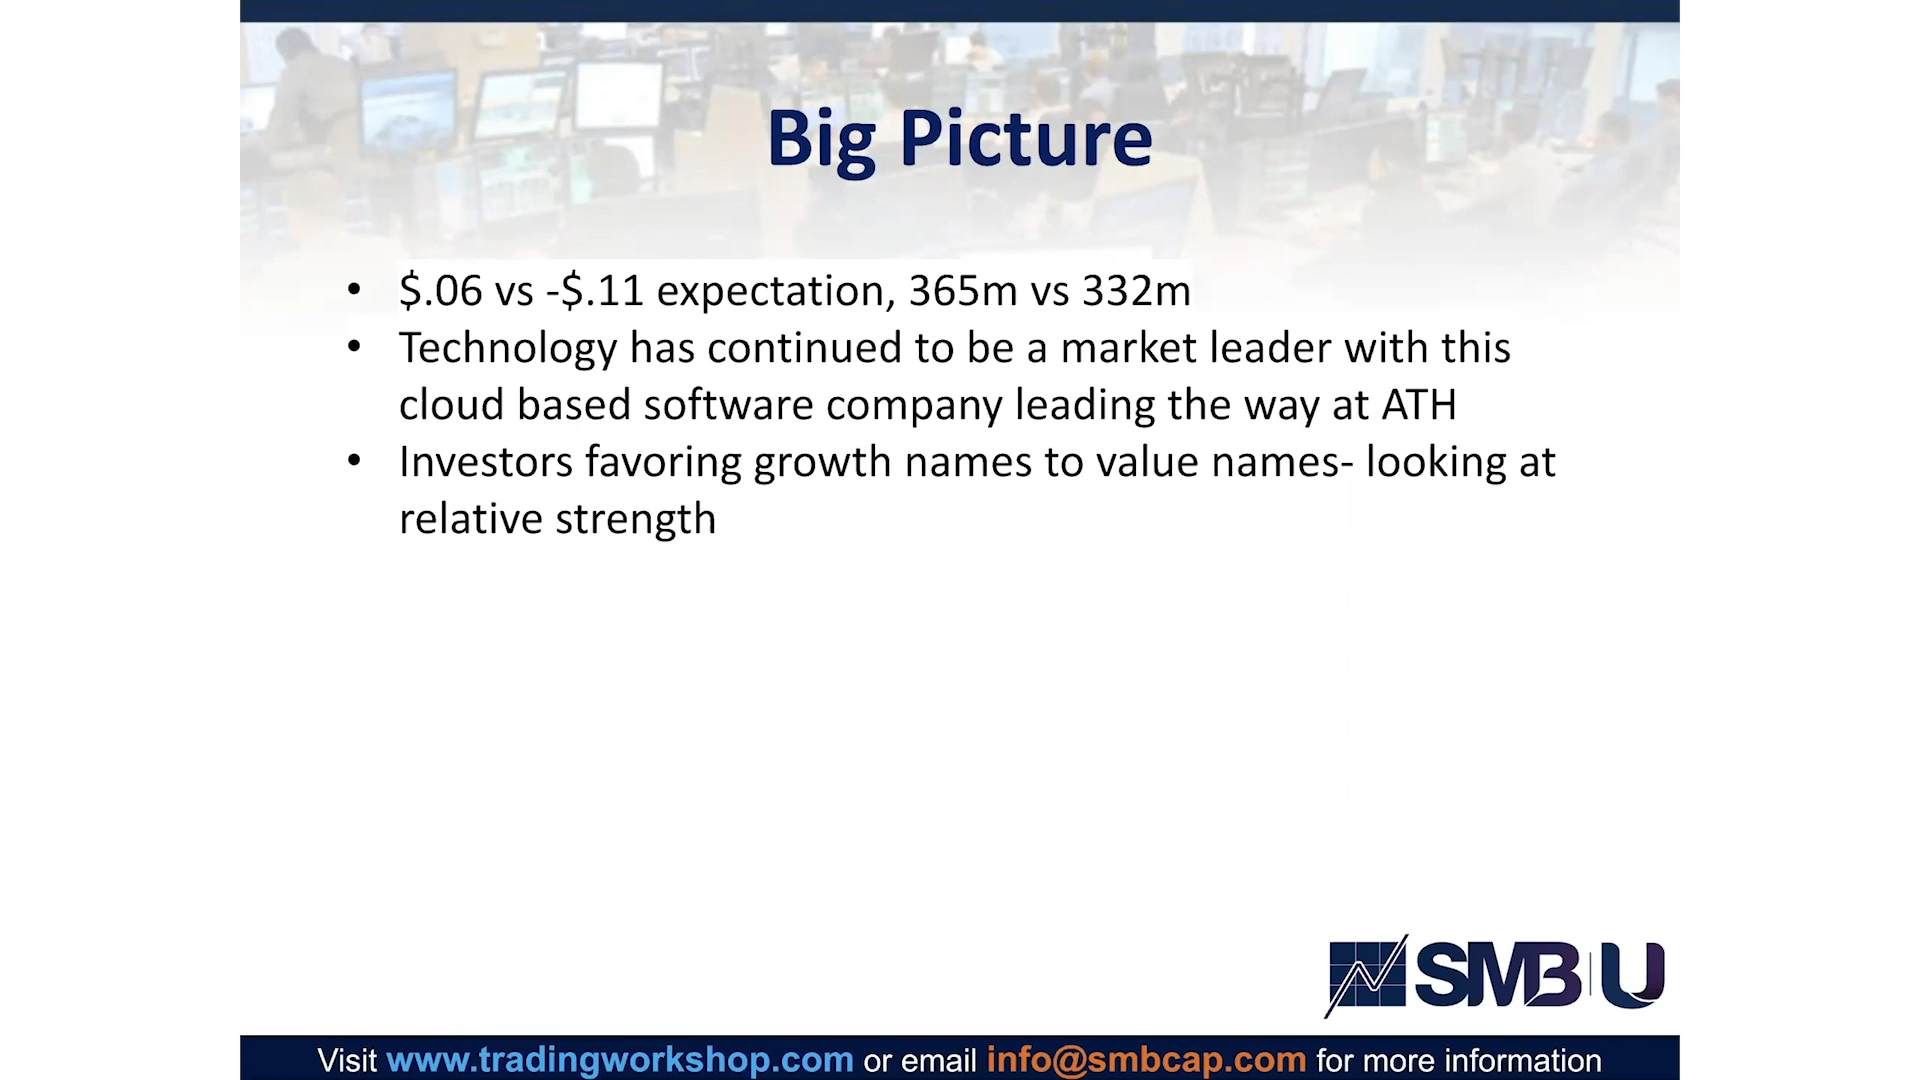 Big Picture
• $.06 vs -$.11 expectation, 365m vs 332m
• Technology has continued to be a market leader with this
cloud based software company leading the way at ATH
• Investors favoring growth names to value names- looking at
relative strength
SMB U
Visit www.tradingworkshop.com or email info@smbcap.com for more information